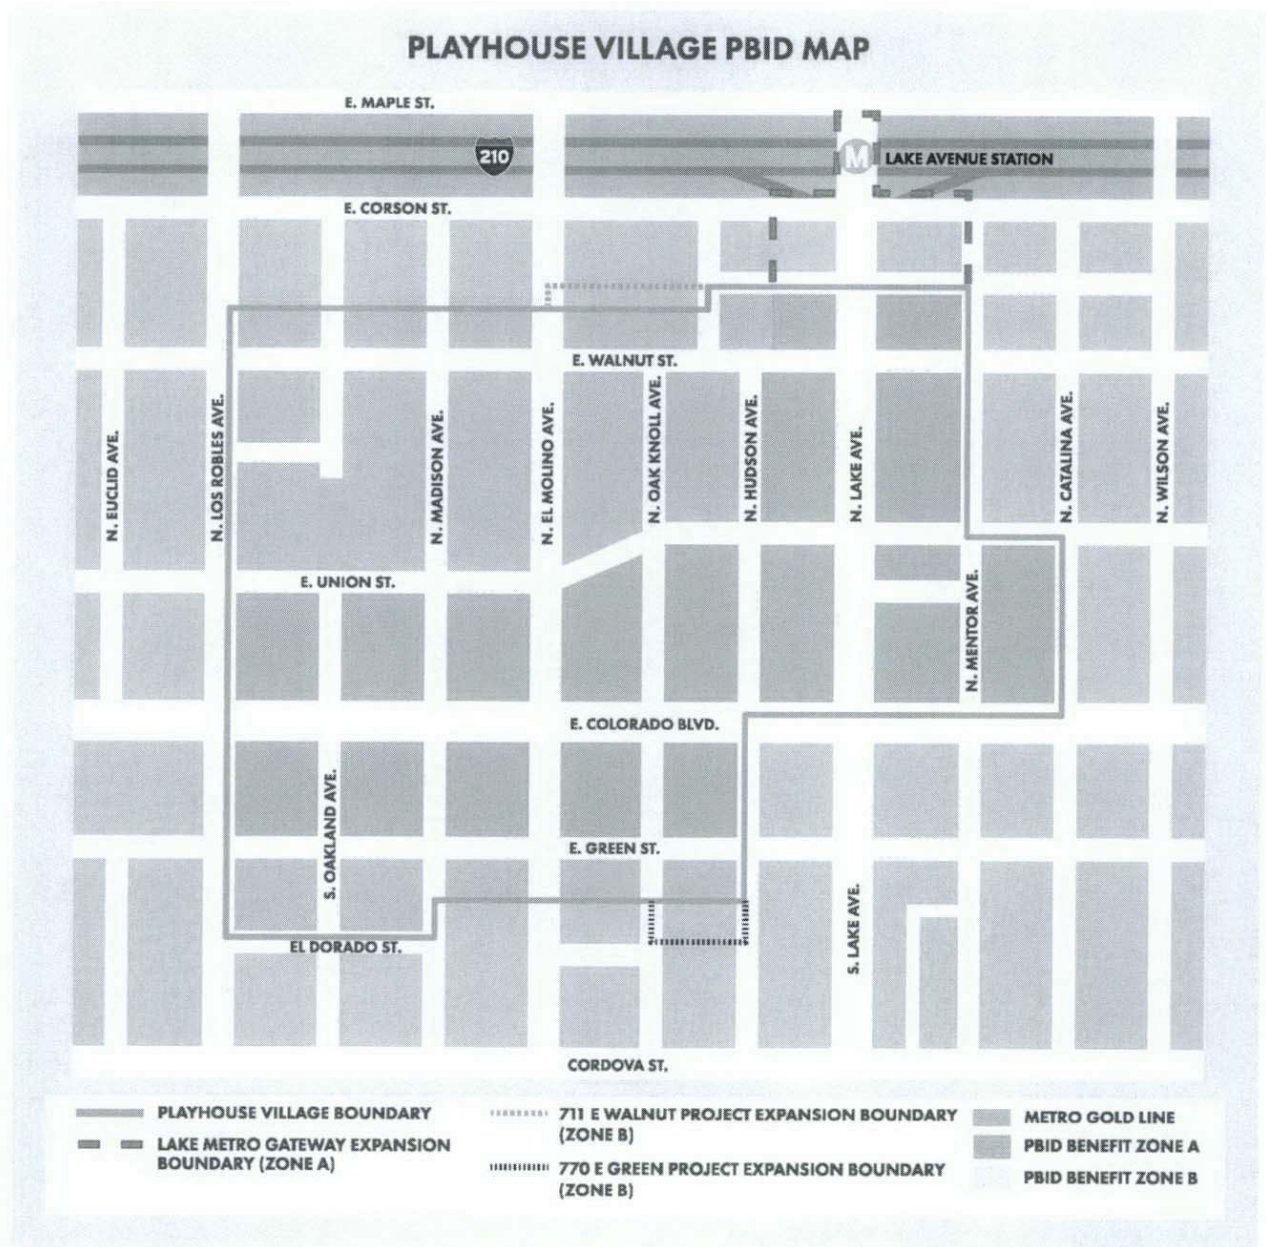 PLAYHOUSE VILLAGE PBID MAP
E. MAPLE ST.
210
M
LAKE AVENUE STATION
E. CORSON ST.
E. WALNUT ST.
N. EUCLID AVE.
N. LOS ROBLES AVE.
N. MADISON AVE.
N. EL MOLINO AVE.
N. OAK KNOLL AVE.
N. HUDSON AVE.
N. LAKE AVE.
N. CATALINA AVE.
N. WILSON AVE.
E. UNION ST.
N. MENTOR AVE.
E. COLORADO BLVD.
S. OAKLAND AVE.
E. GREEN ST.
S. LAKE AVE.
EL DORADO ST.
CORDOVA ST.
PLAYHOUSE VILLAGE BOUNDARY
LAKE METRO GATEWAY EXPANSION
BOUNDARY (ZONE A)
711 E WALNUT PROJECT EXPANSION BOUNDARY
(ZONE B)
770 E GREEN PROJECT EXPANSION BOUNDARY
(ZONE B)
METRO GOLD LINE
PBID BENEFIT ZONE A
PBID BENEFIT ZONE B